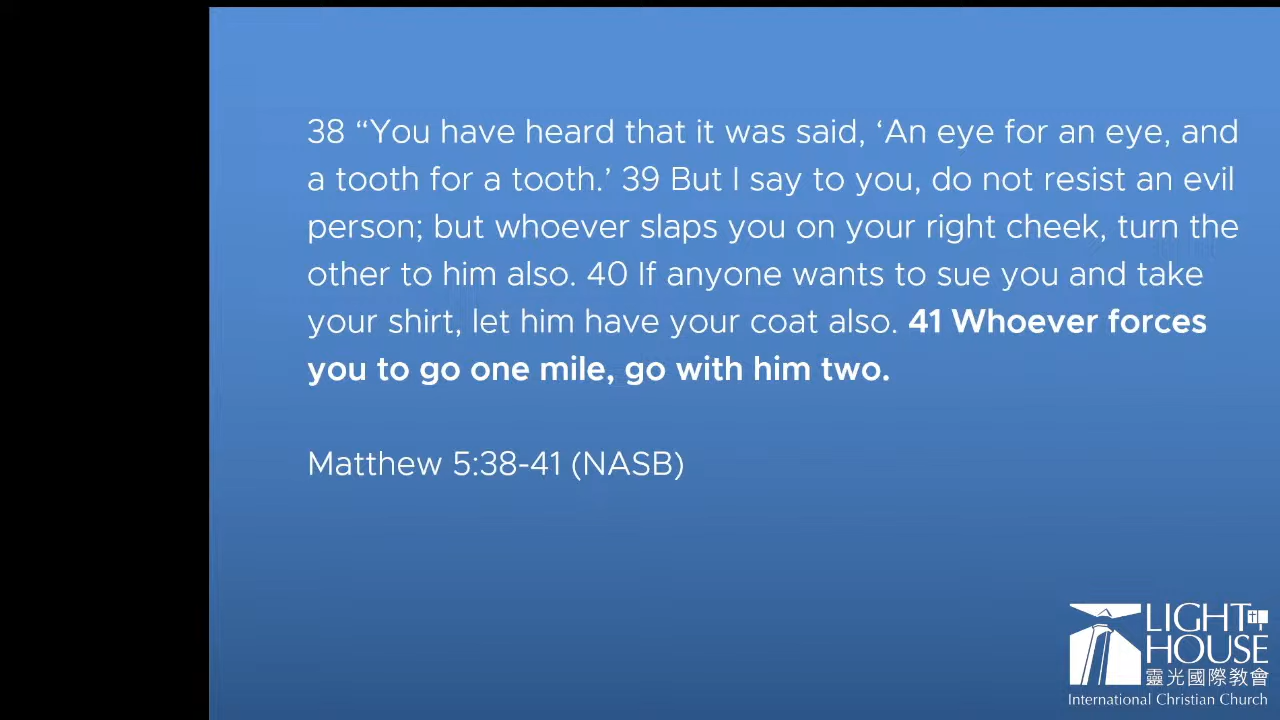 38 “You have heard that it was said, ‘An eye for an eye, and
a tooth for a tooth.’ 39 But I say to you, do not resist an evil
person; but whoever slaps you on your right cheek, turn the
other to him also. 40 If anyone wants to sue you and take
your shirt, let him have your coat also. 41 Whoever forces
you to go one mile, go with him two.
Matthew 5:38-41 (NASB)
LIGHT
HOUSE
靈光國際教會
International Christian Church